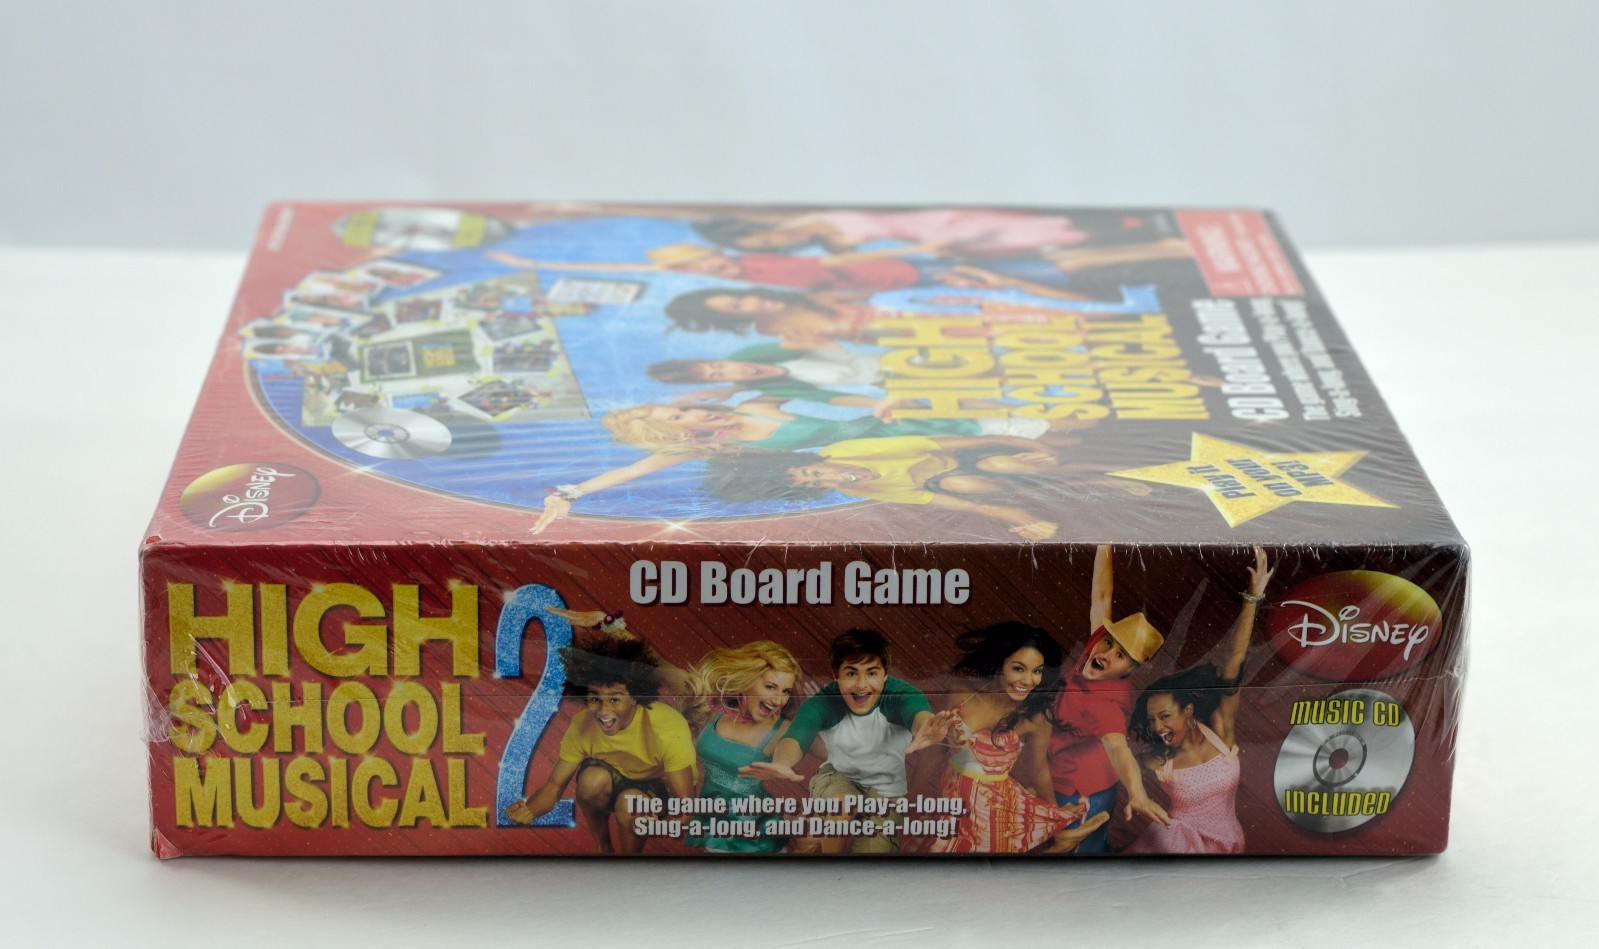 DISNEY
HIGH
SCHOOL
MUSICAL
2
CD Board Game
Play it
on your
MP3!
HIGH
SCHOOL
MUSICAL
2
CD Board Game
The game where you Play-a-long,
Sing-a-long, and Dance-a-long!
DISNEY
MUSIC CD
INCLUDED